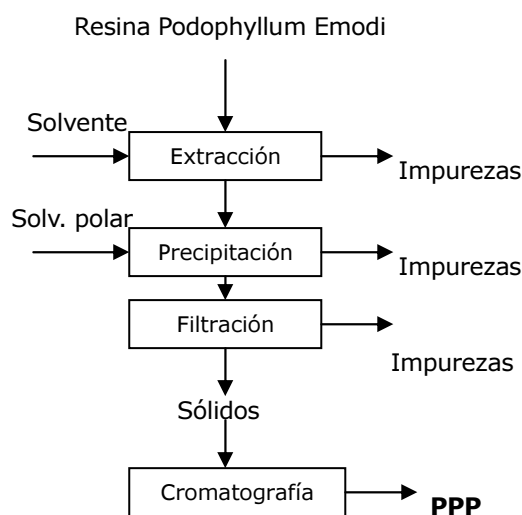 Resina Podophyllum Emodi
Solvente
Extracción
Impurezas
Solv. polar
Precipitación
Impurezas
Filtración
Impurezas
Sólidos
Cromatografía
PPP